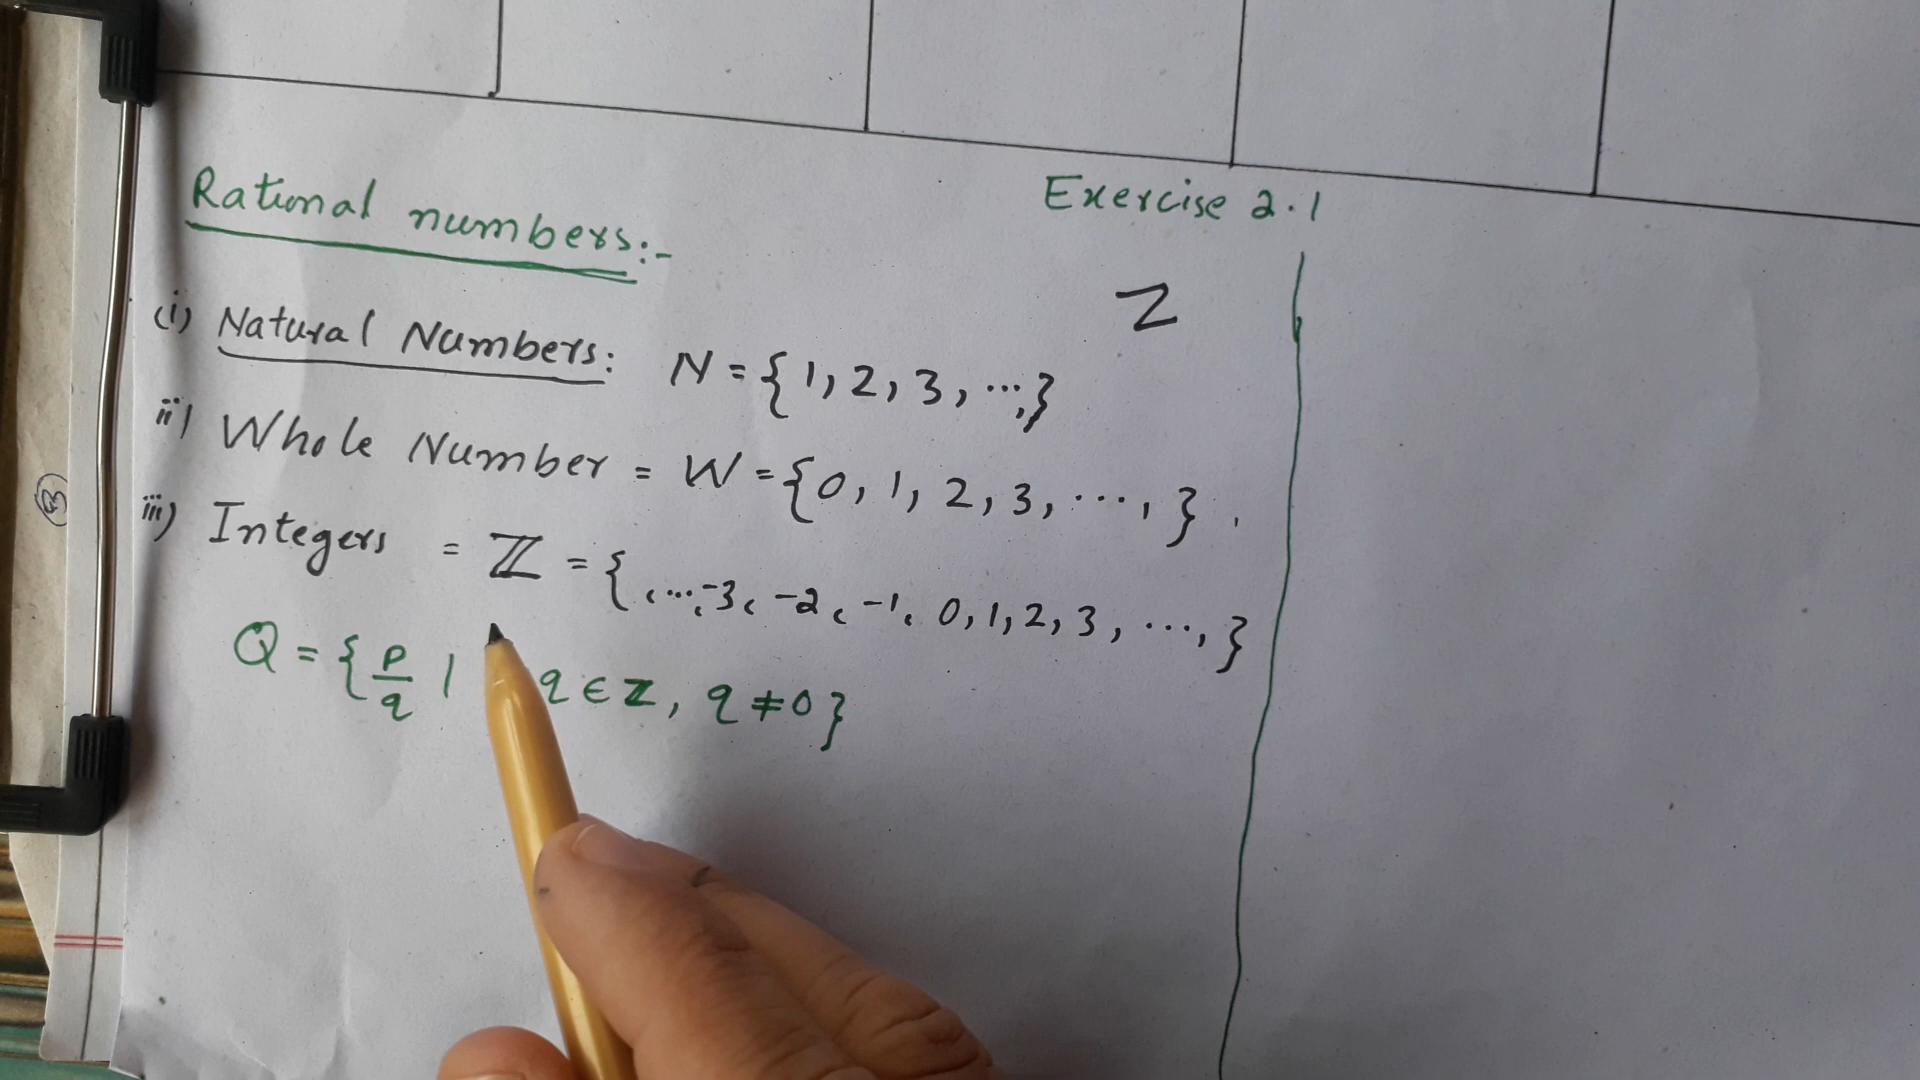 Rational numbers:-
Exercise 2.1
Z
(i) Natural Numbers: N = {1, 2, 3, ...,}
ii) Whole Number = W = {0, 1, 2, 3, ..., } .
iii) Integers = ℤ = {, ..., -3, -2, -1, 0, 1, 2, 3, ..., }
Q = {p/q | q ∈ Z, q ≠ 0}